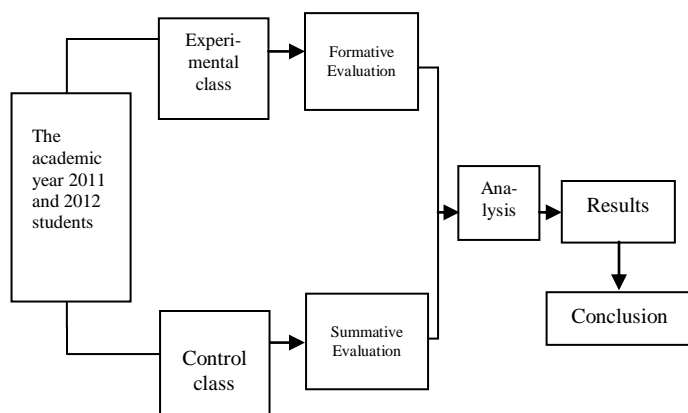 The
academic
year 2011
and 2012
students
Experi-
mental
class
Formative
Evaluation
Control
class
Summative
Evaluation
Ana-
lysis
Results
Conclusion